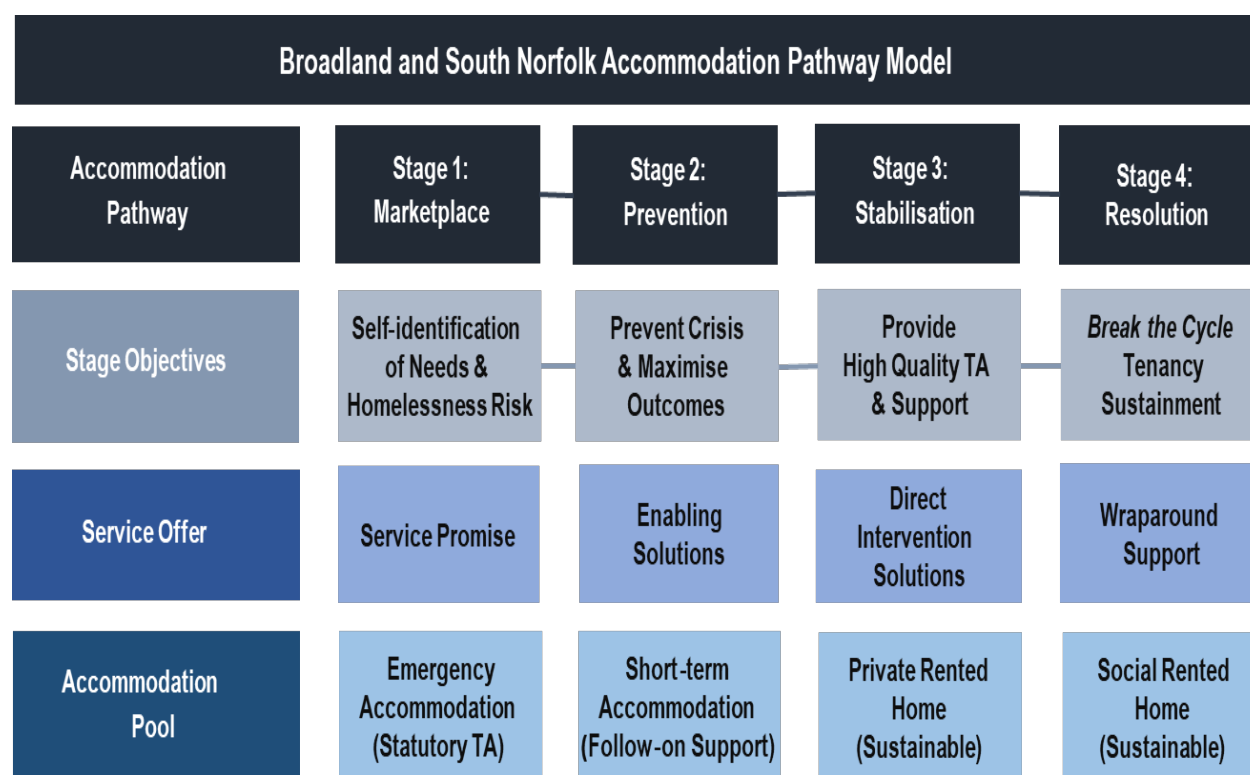 Broadland and South Norfolk Accommodation Pathway Model
Accommodation
Pathway
Stage 1:
Marketplace
Stage 2:
Prevention
Stage 3:
Stabilisation
Stage 4:
Resolution
Stage Objectives
Self-identification
of Needs &
Homelessness Risk
Prevent Crisis
& Maximise
Outcomes
Provide
High Quality TA
& Support
Break the Cycle
Tenancy
Sustainment
Service Offer
Service Promise
Enabling
Solutions
Direct
Intervention
Solutions
Wraparound
Support
Accommodation
Pool
Emergency
Accommodation
(Statutory TA)
Short-term
Accommodation
(Follow-on Support)
Private Rented
Home
(Sustainable)
Social Rented
Home
(Sustainable)